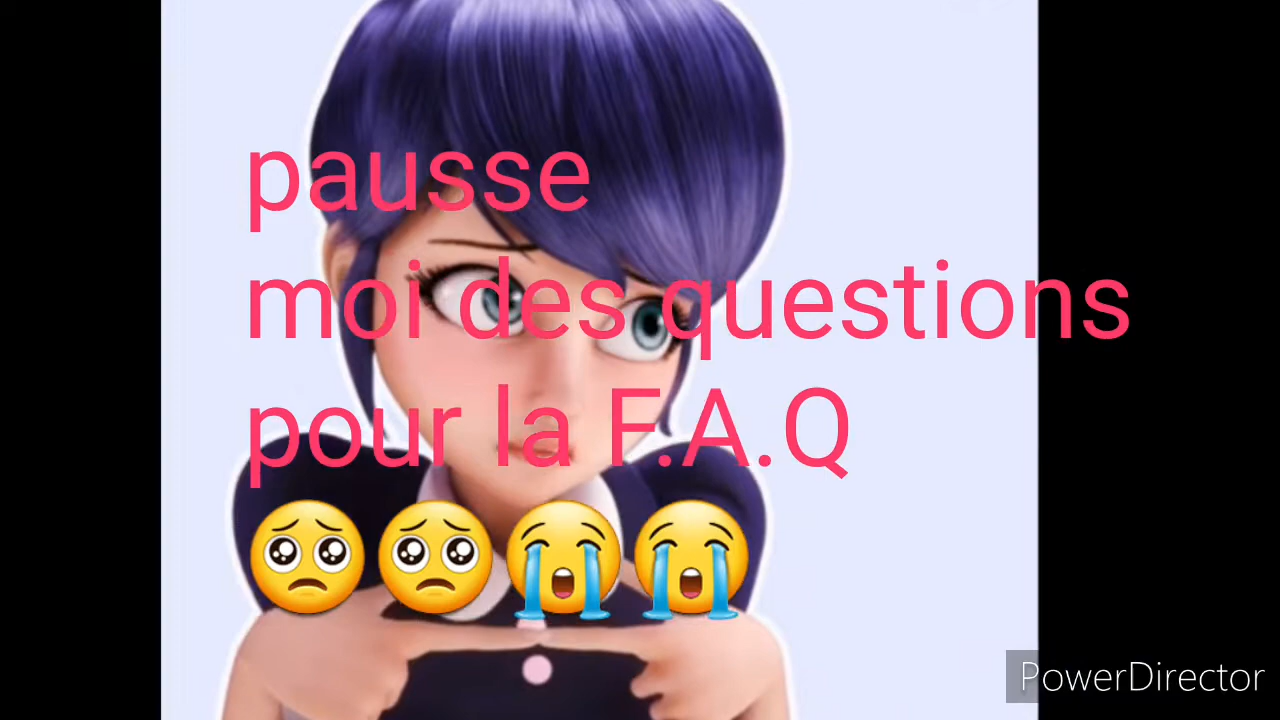 pausse
moi des questions
pour la F.A.Q
🥺🥺😭😭
PowerDirector